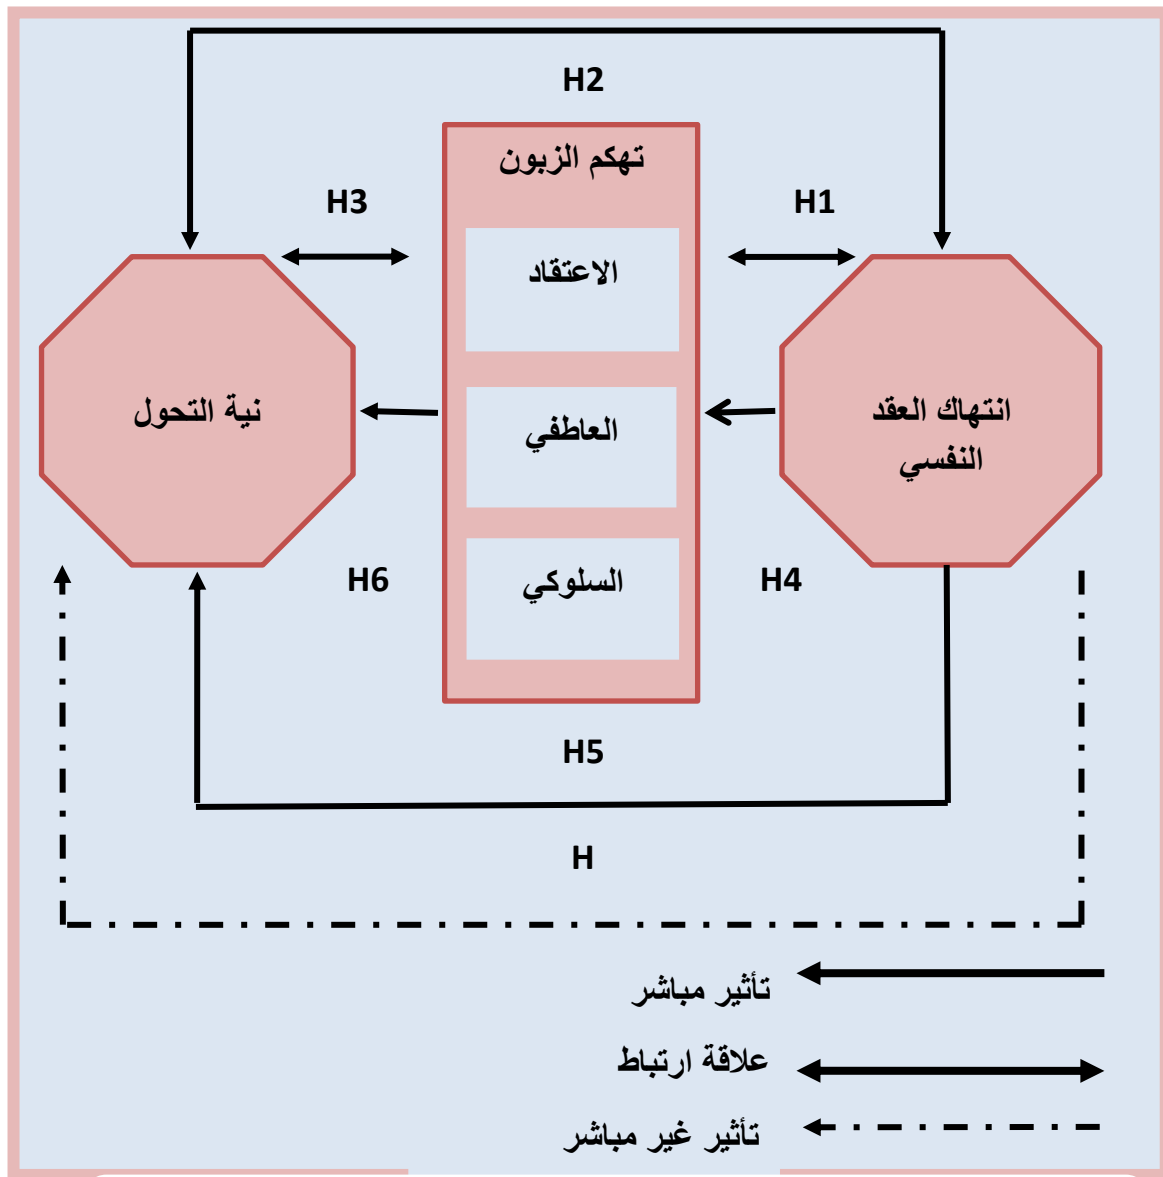 H2
تهكم الزبون
H1
H3
الاعتقاد
انتهاك العقد
النفسي
العاطفي
نية التحول
السلوكي
H4
H6
H5
H
تأثير مباشر
علاقة ارتباط
تأثير غير مباشر